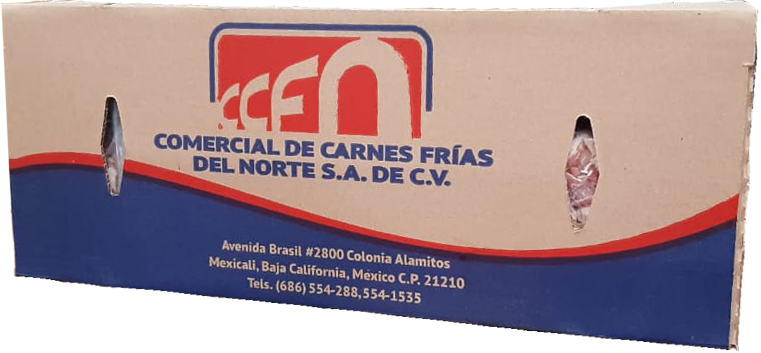 CCFN
COMERCIAL DE CARNES FRÍAS
DEL NORTE S.A. DE C.V.
Avenida Brasil #2800 Colonia Alamitos
Mexicali, Baja California, México C.P. 21210
Tels. (686) 554-288,554-1535